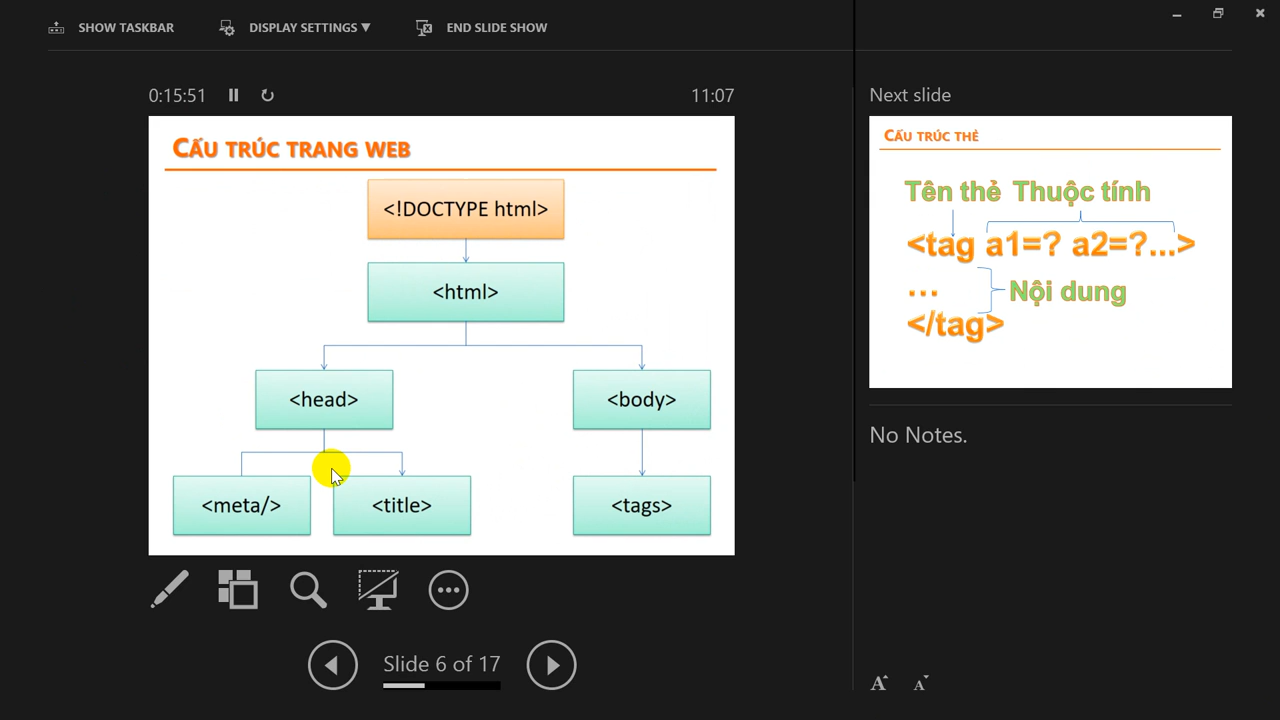 SHOW TASKBAR
DISPLAY SETTINGS ▼
END SLIDE SHOW
0:15:51
11:07
CẤU TRÚC TRANG WEB
<!DOCTYPE html>
<html>
<head>
<body>
<meta/>
<title>
<tags>
Slide 6 of 17
Next slide
CẤU TRÚC THẺ
Tên thẻ Thuộc tính
<tag a1=? a2=?...>
...
Nội dung
</tag>
No Notes.
A A